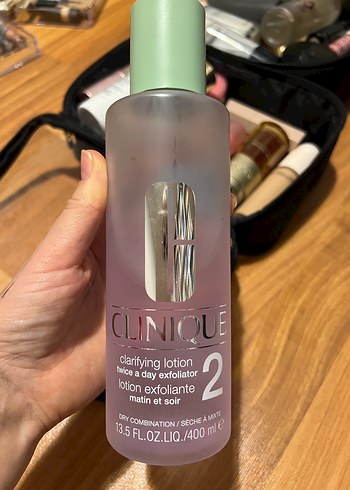 CLINIQUE
clarifying lotion
twice a day exfoliator
lotion exfoliante
matin et soir
2
DRY COMBINATION / SÈCHE À MIXTE
13.5 FL.OZ.LIQ./400 ml ℮